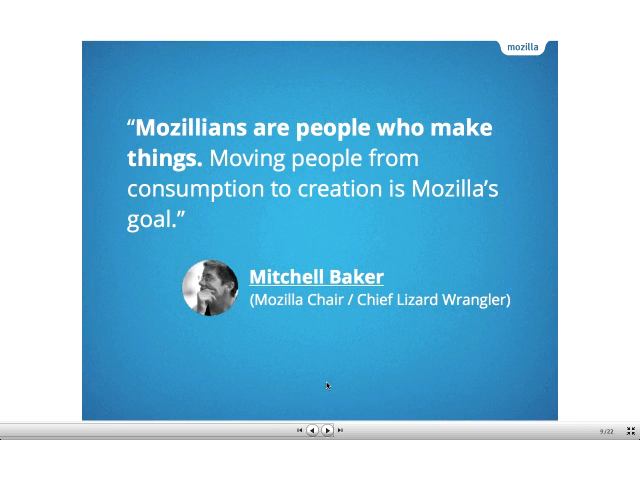 mozilla
“Mozillians are people who make
things. Moving people from
consumption to creation is Mozilla’s
goal.”
Mitchell Baker
(Mozilla Chair / Chief Lizard Wrangler)
9/22